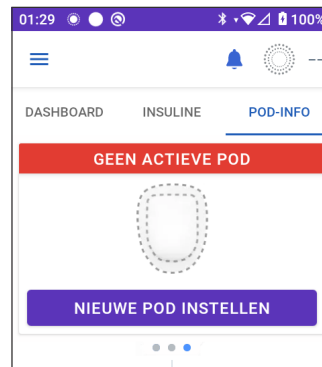 01:29 100%
--
DASHBOARD INSULINE POD-INFO
GEEN ACTIEVE POD
NIEUWE POD INSTELLEN